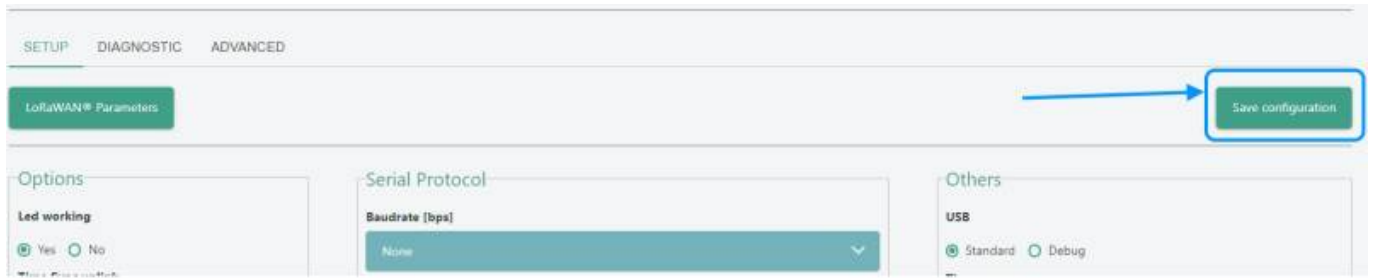 SETUP DIAGNOSTIC ADVANCED
LoRaWAN® Parameters
Save configuration
Options
Led working
Yes No
Serial Protocol
Baudrate [bps]
None
Others
USB
Standard Debug